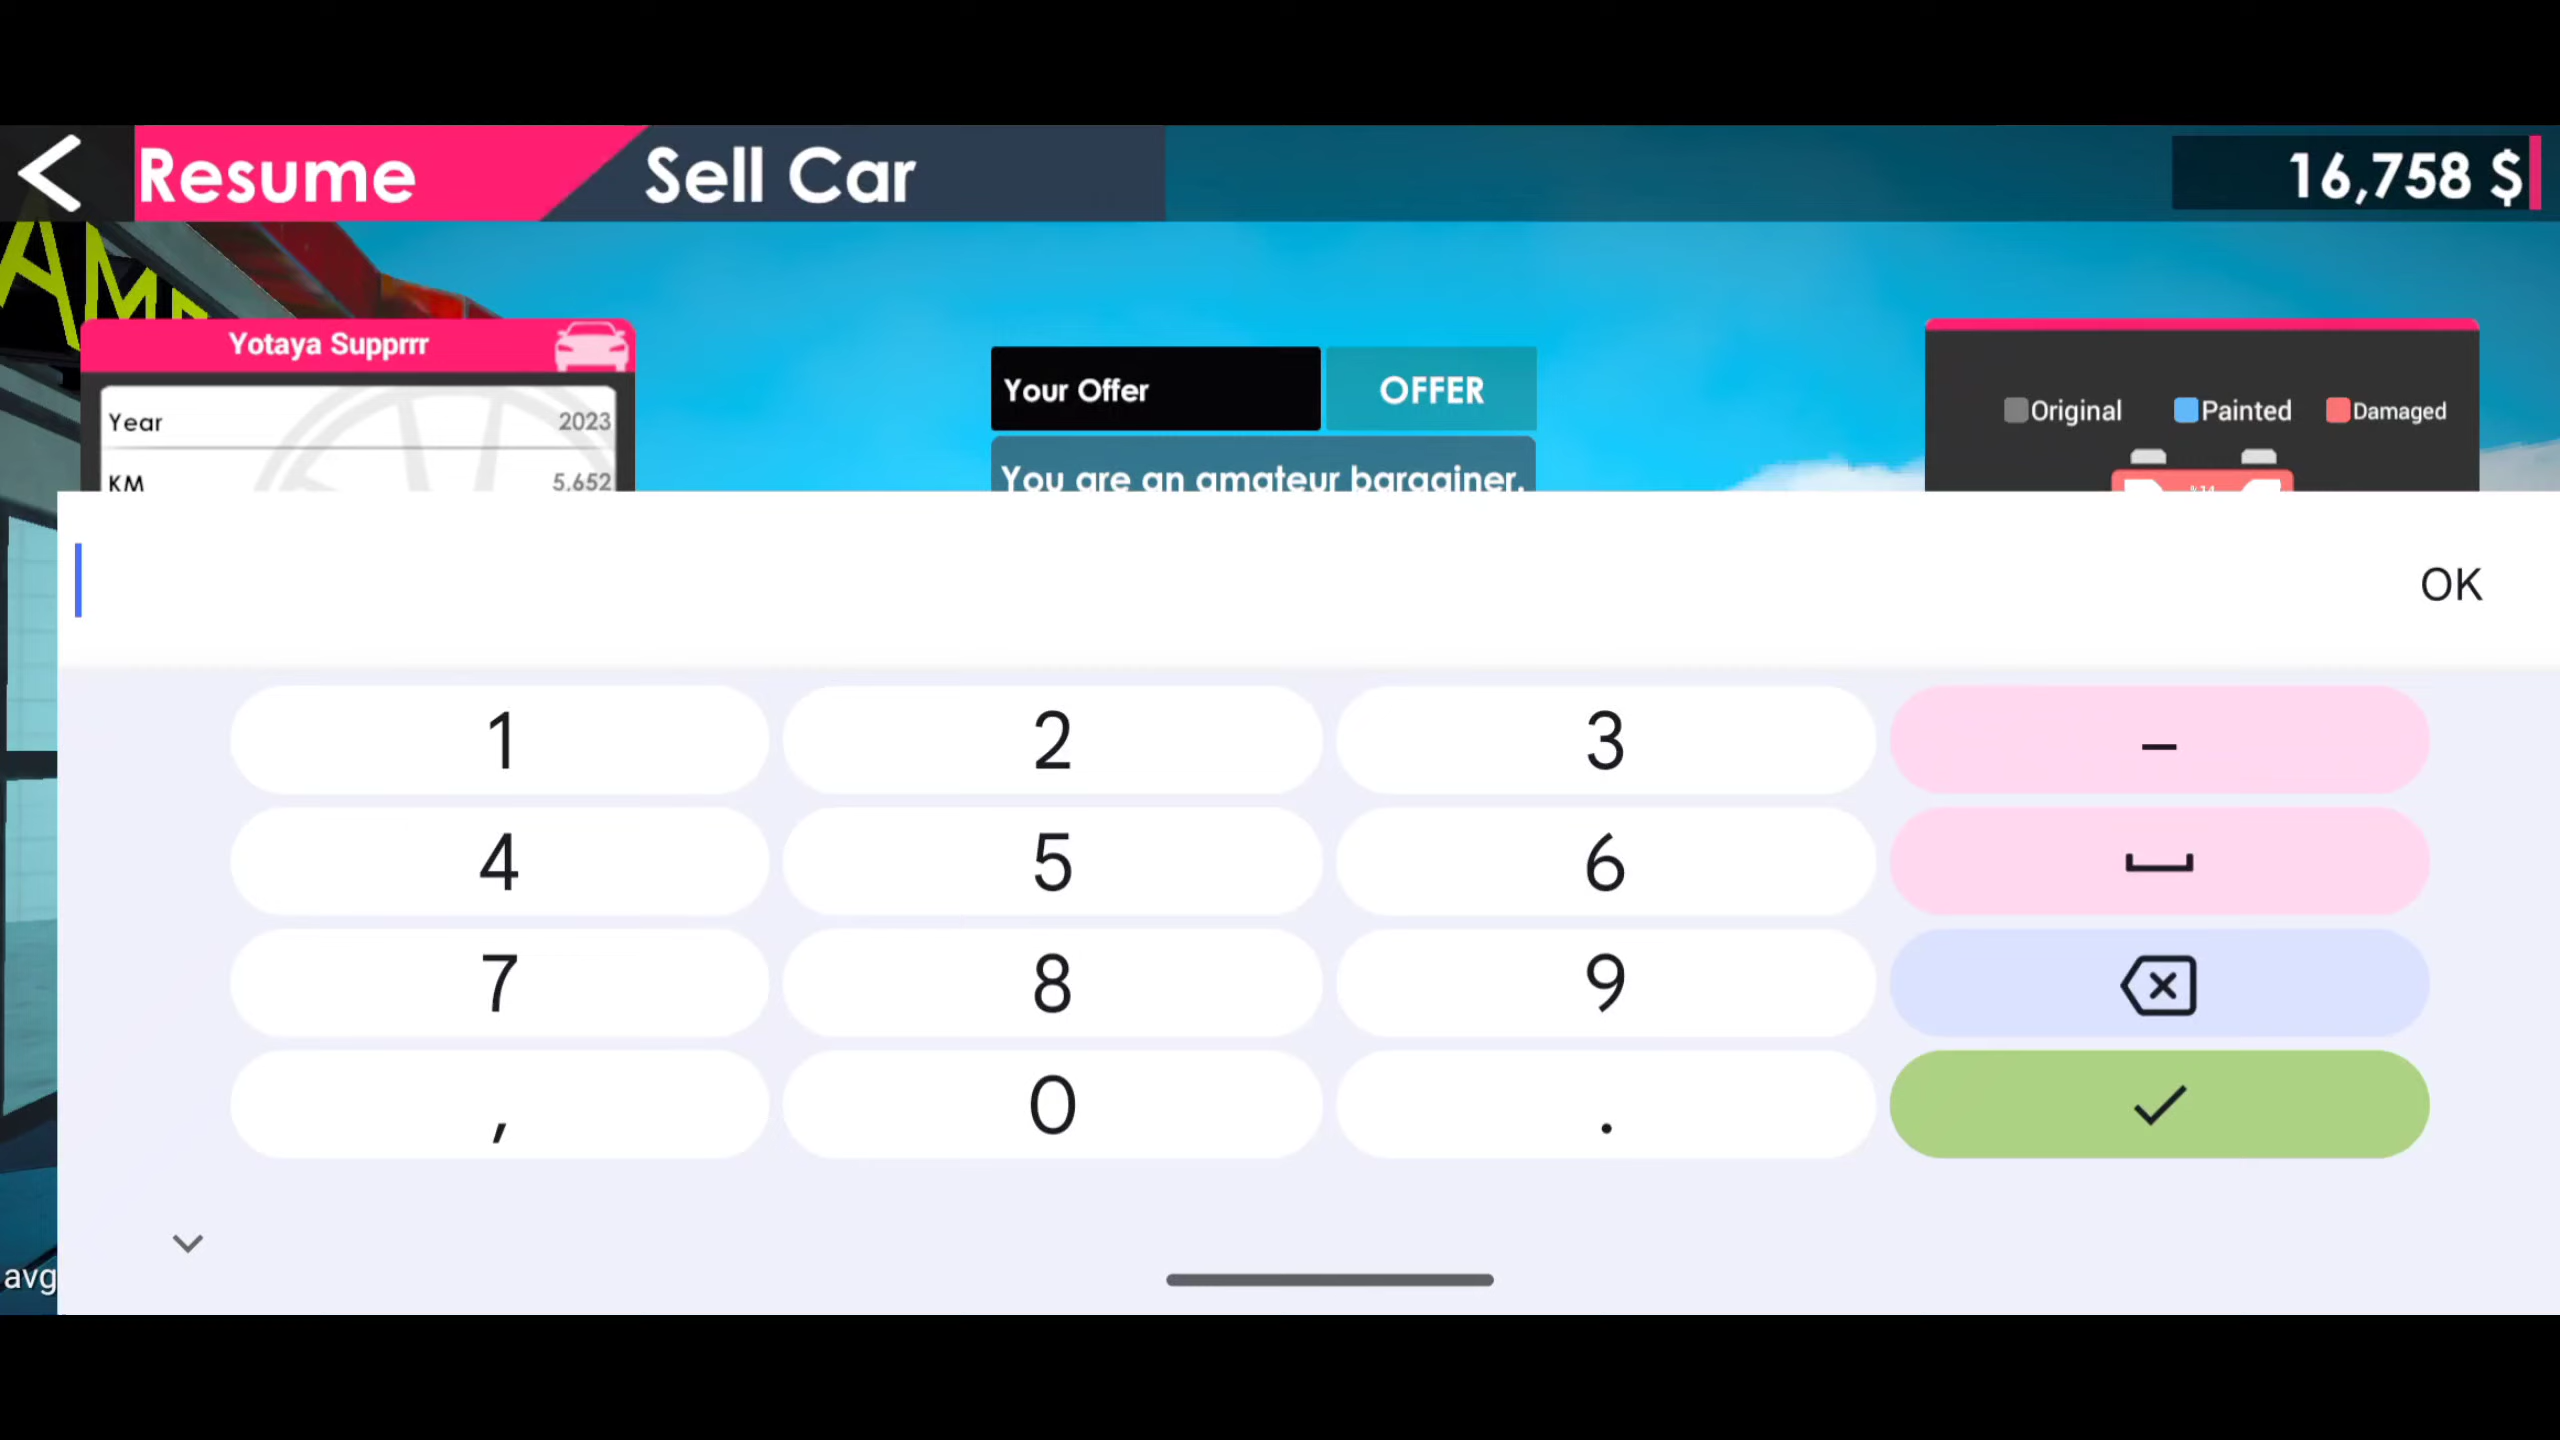 Resume
Sell Car
16,758 $
Yotaya Supprrr
Year 2023
KM 5,652
Your Offer
OFFER
You are an amateur bargainer.
Original Painted Damaged
OK
1 2 3 –
4 5 6
7 8 9
, 0 .
avg